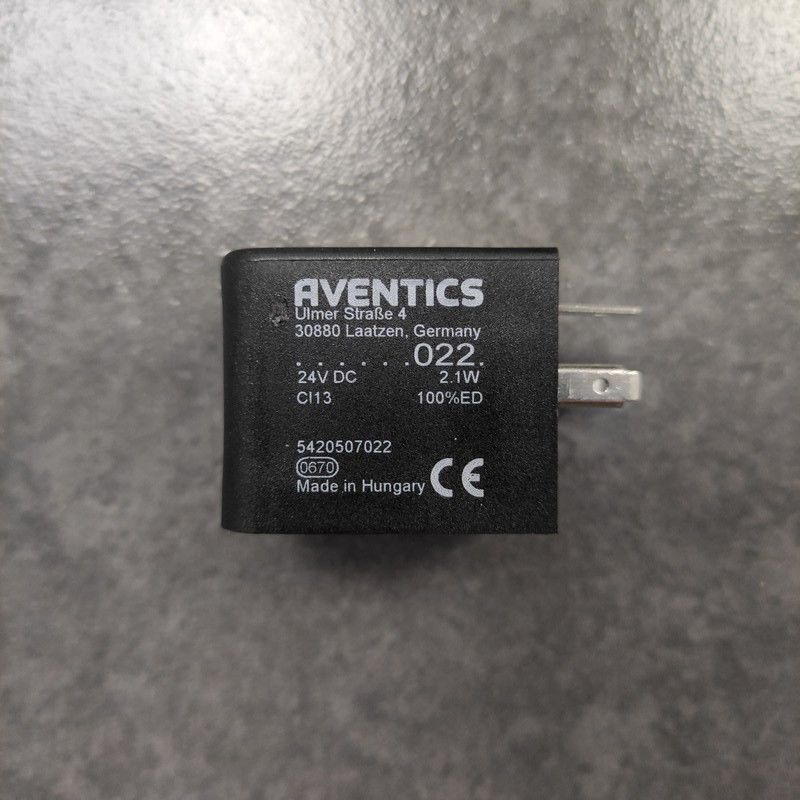 AVENTICS
Ulmer Straße 4
30880 Laatzen, Germany
. . . . . .022.
24V DC 2.1W
CI13 100%ED
5420507022
0670
Made in Hungary CE